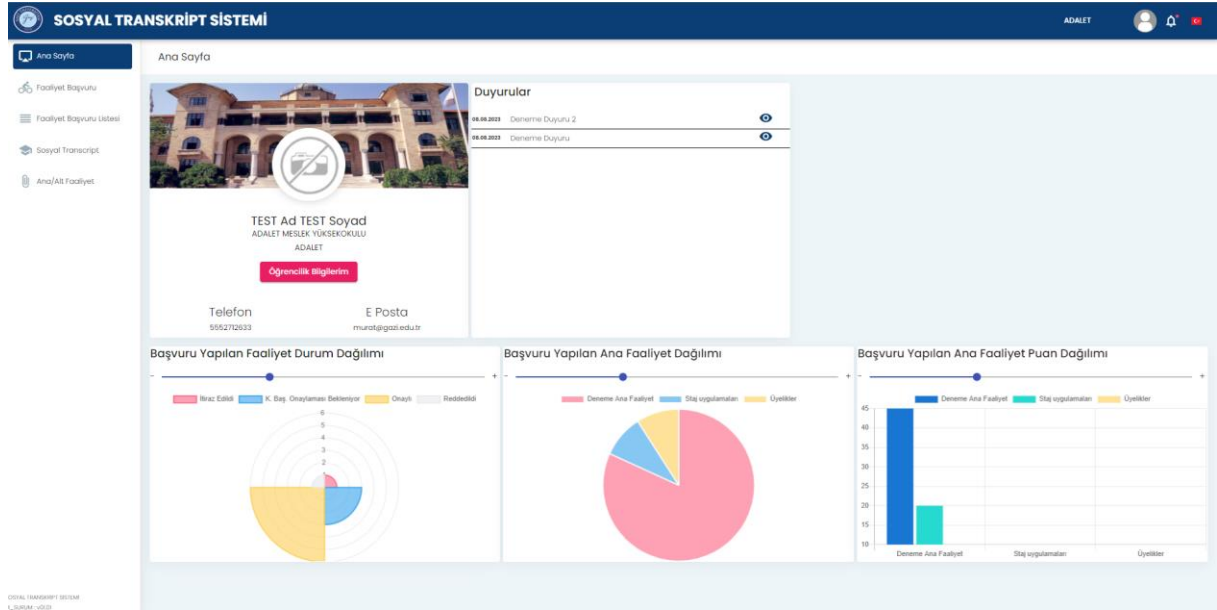 SOSYAL TRANSKRİPT SİSTEMİ
ADALET
Ana Sayfa
Faaliyet Başvuru
Faaliyet Başvuru Listesi
Sosyal Transcript
Ana/Alt Faaliyet
Ana Sayfa
TEST Ad TEST Soyad
ADALET MESLEK YÜKSEKOKULU
ADALET
Öğrencilik Bilgilerim
Telefon
E Posta
5552712633
murat@gazi.edu.tr
Duyurular
08.08.2023 Deneme Duyuru 2
08.08.2023 Deneme Duyuru
Başvuru Yapılan Faaliyet Durum Dağılımı
- +
İtiraz Edildi K. Baş. Onaylaması Bekleniyor Onaylı Reddedildi
6
5
4
3
2
1
Başvuru Yapılan Ana Faaliyet Dağılımı
- +
Deneme Ana Faaliyet Staj uygulamaları Üyelikler
Başvuru Yapılan Ana Faaliyet Puan Dağılımı
- +
Deneme Ana Faaliyet Staj uygulamaları Üyelikler
45
40
35
30
25
20
15
10
Deneme Ana Faaliyet Staj uygulamaları Üyelikler